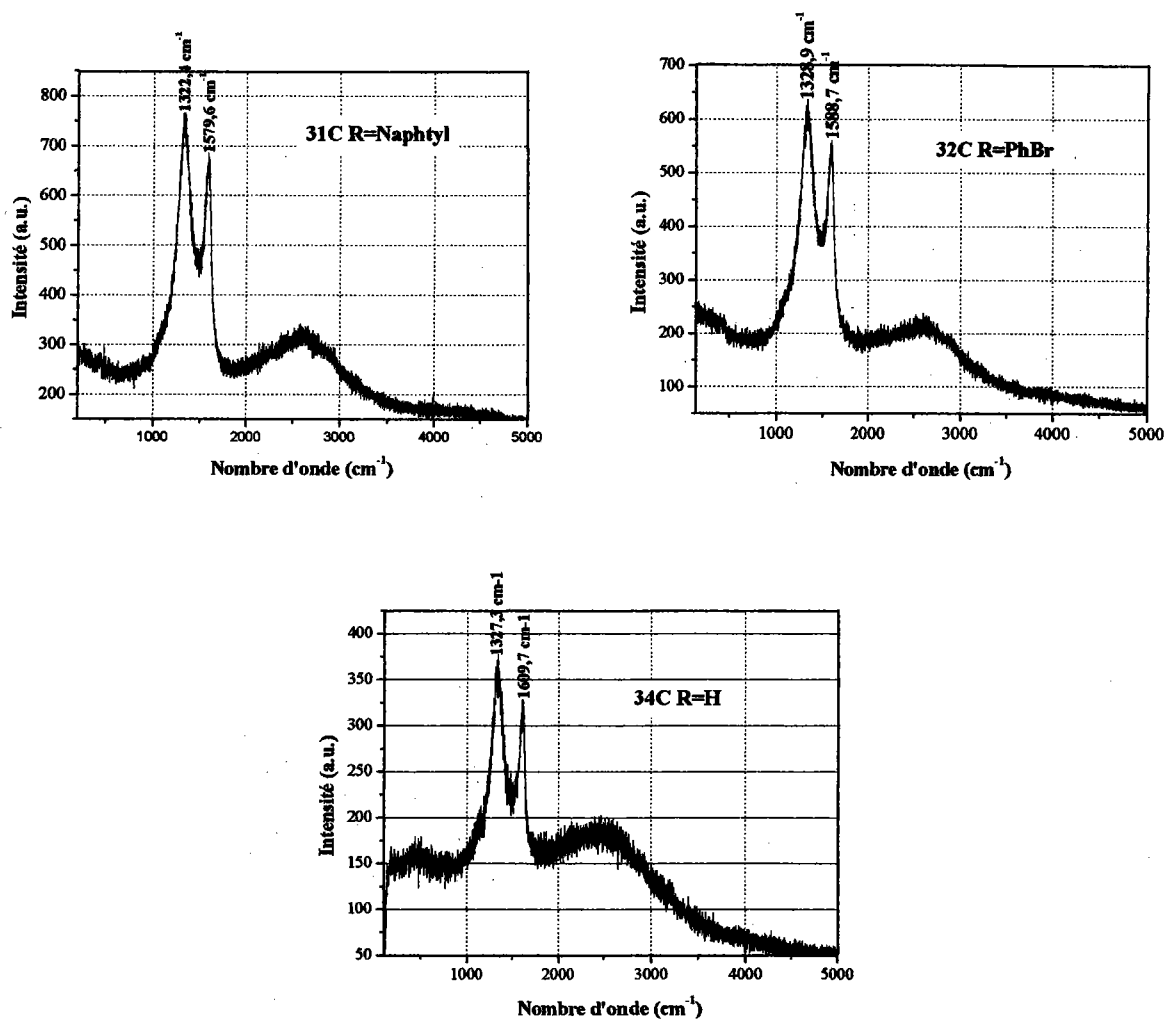 1322,4 cm-1
1579,6 cm-1
31C R=Naphtyl
800
700
600
500
400
300
200
Intensité (a.u.)
1000 2000 3000 4000 5000
Nombre d'onde (cm-1)
1328,9 cm-1
1588,7 cm-1
32C R=PhBr
700
600
500
400
300
200
100
Intensité (a.u.)
1000 2000 3000 4000 5000
Nombre d'onde (cm-1)
1327,3 cm-1
1609,7 cm-1
34C R=H
400
350
300
250
200
150
100
50
Intensité (a.u.)
1000 2000 3000 4000 5000
Nombre d'onde (cm-1)